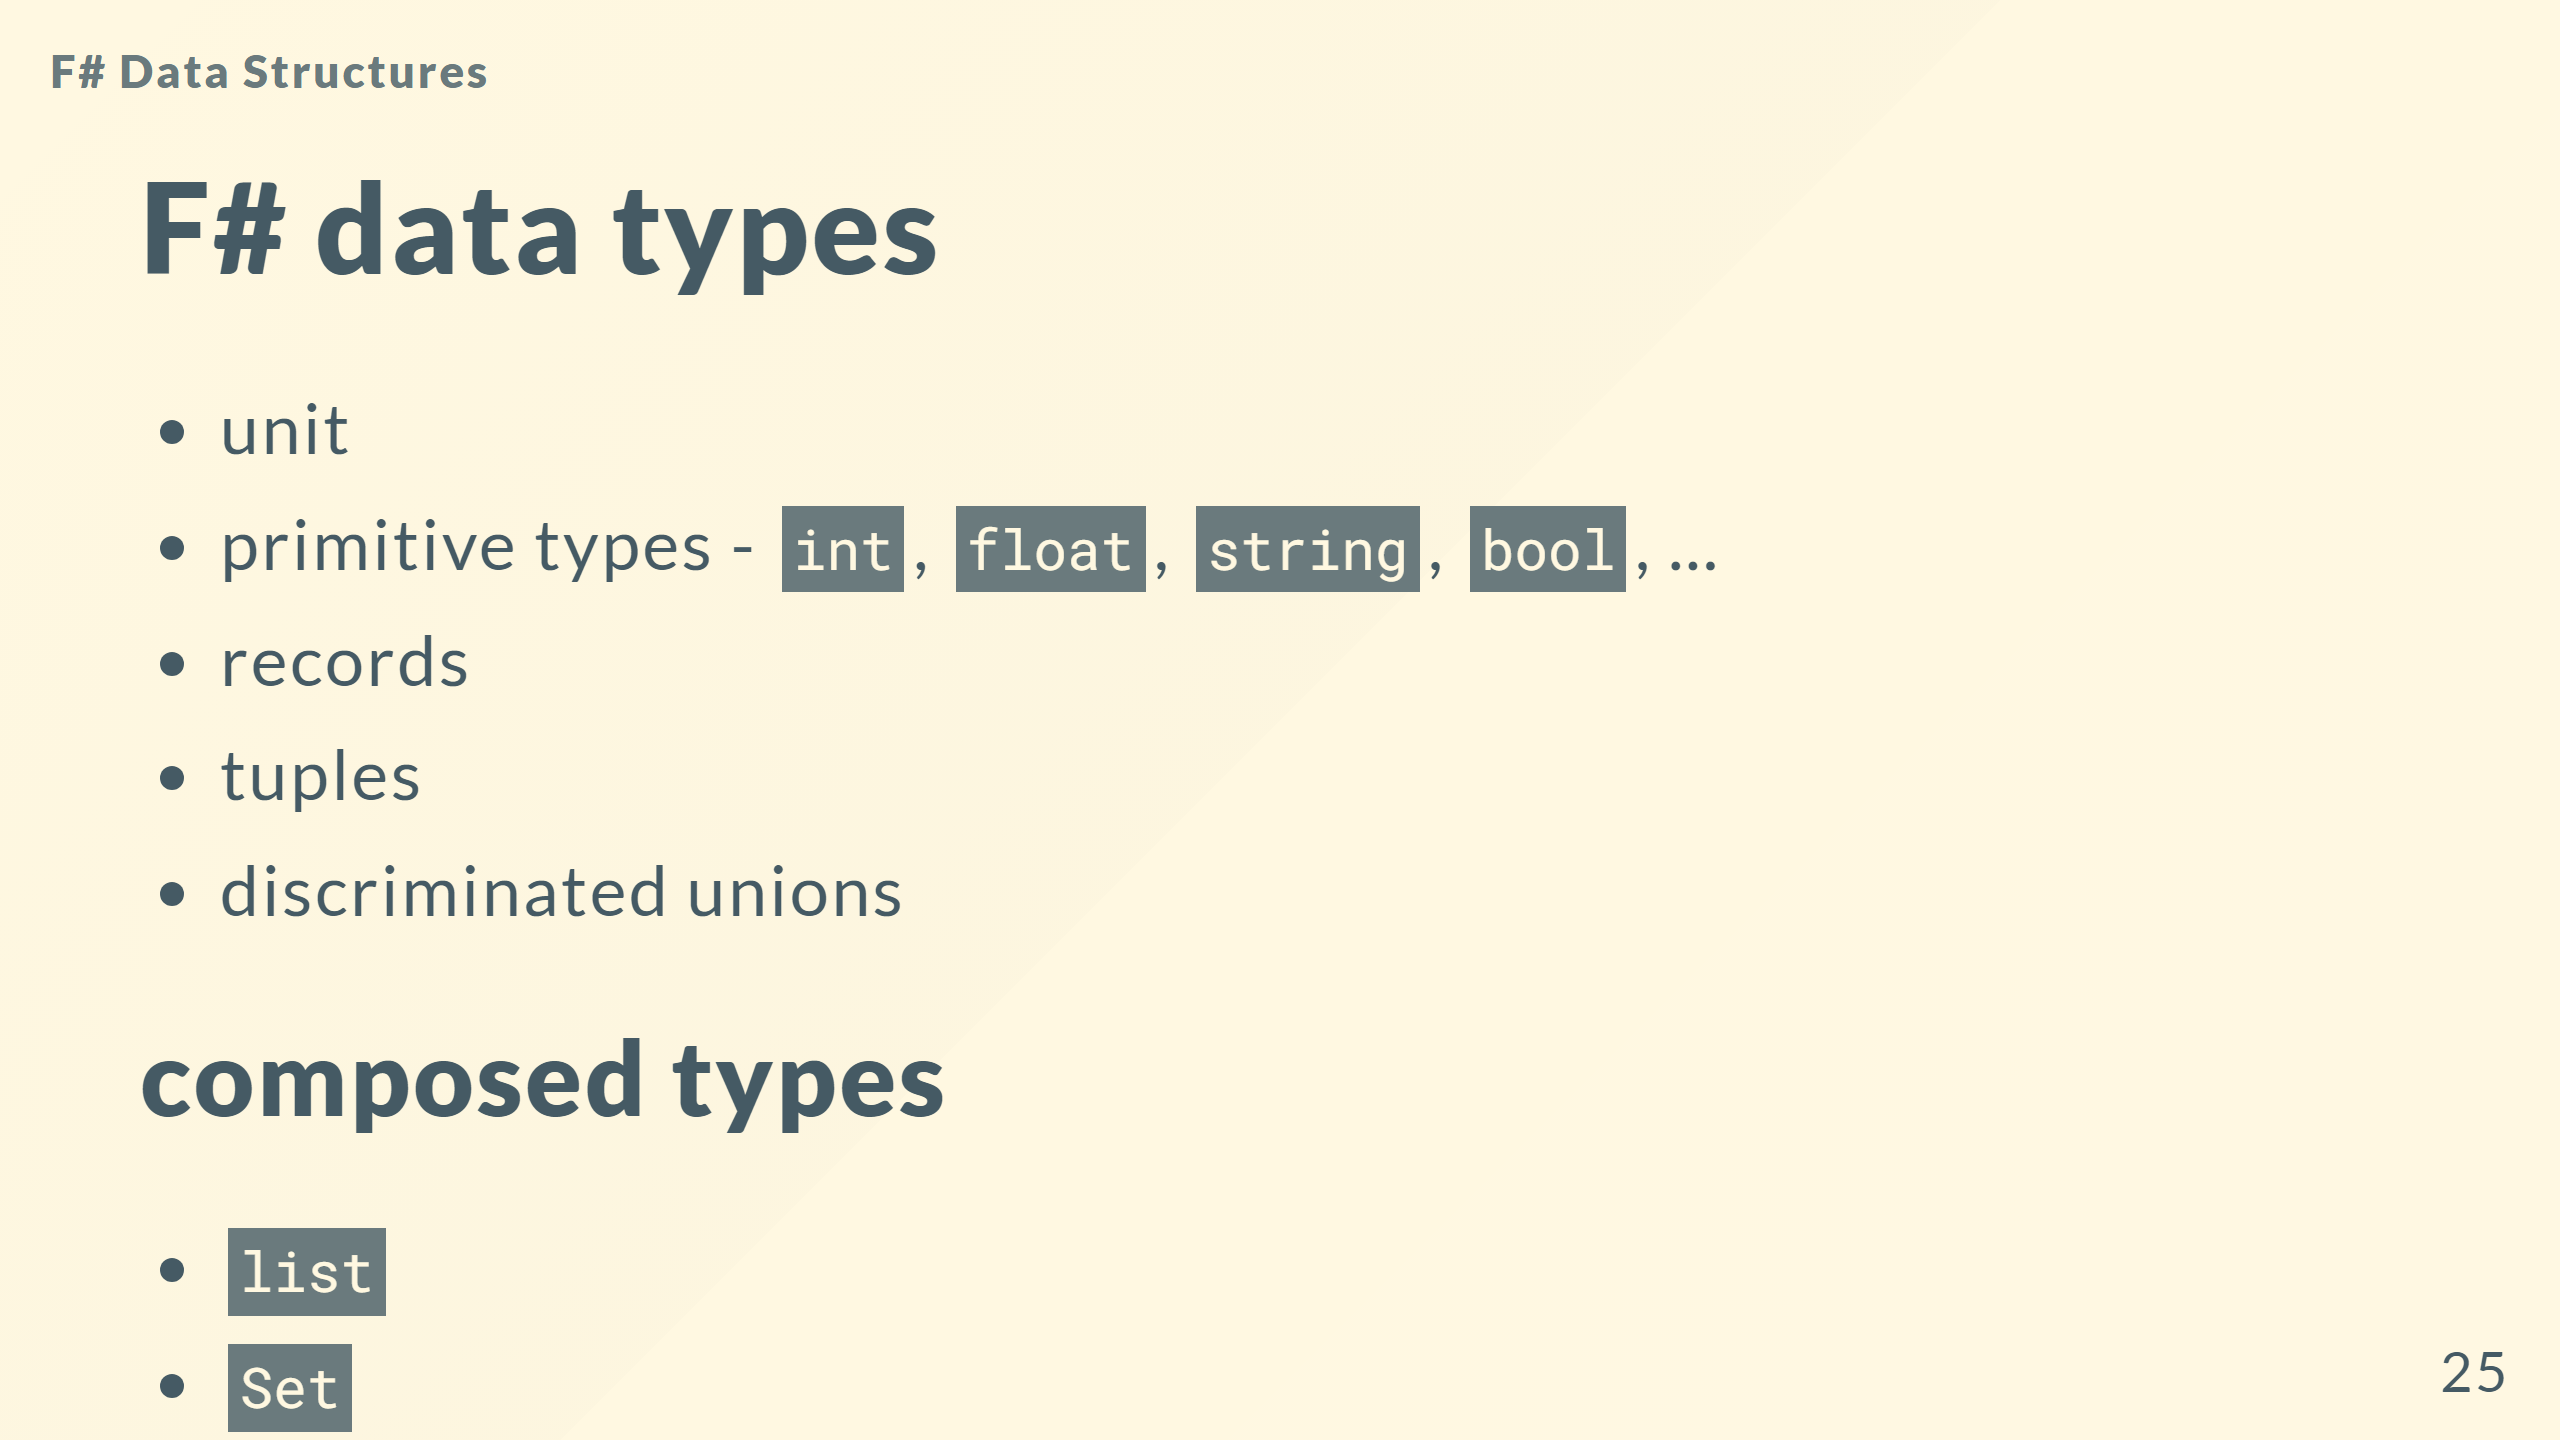 F# Data Structures
F# data types
• unit
• primitive types - int, float, string, bool, ...
• records
• tuples
• discriminated unions
composed types
• list
• Set
25